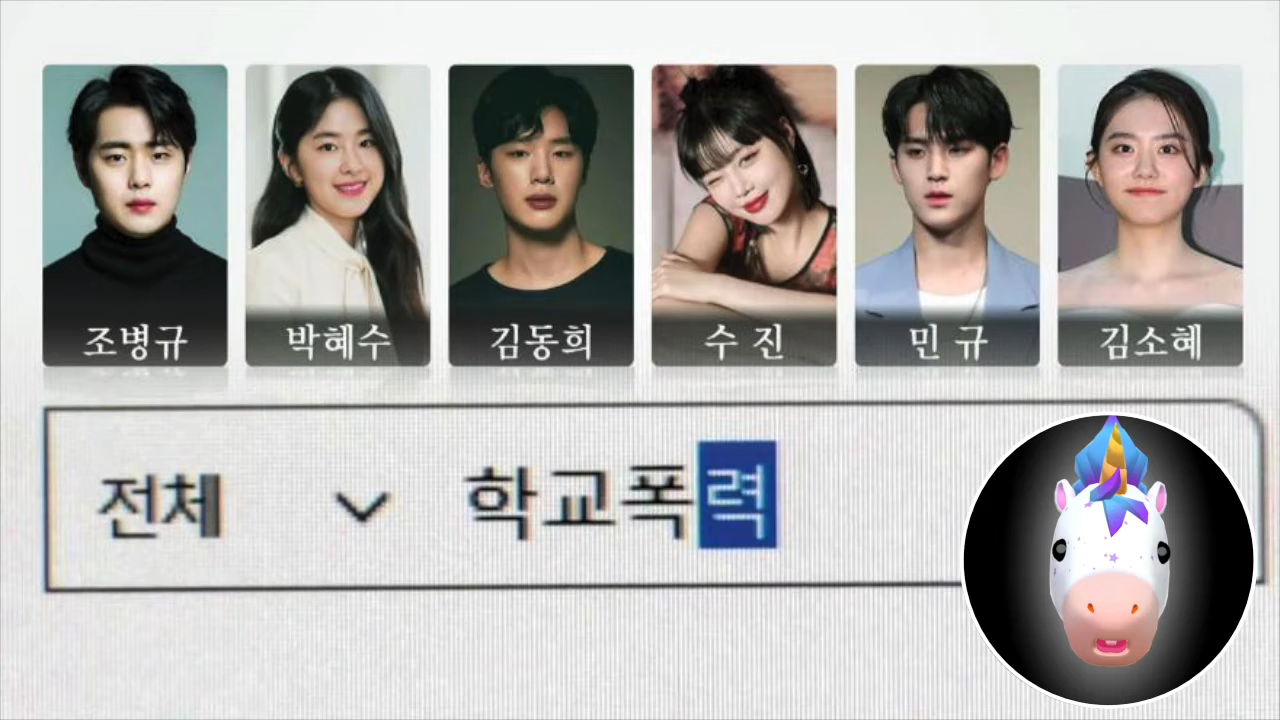 조병규
박혜수
김동희
수 진
민 규
김소혜
전체 학교폭력